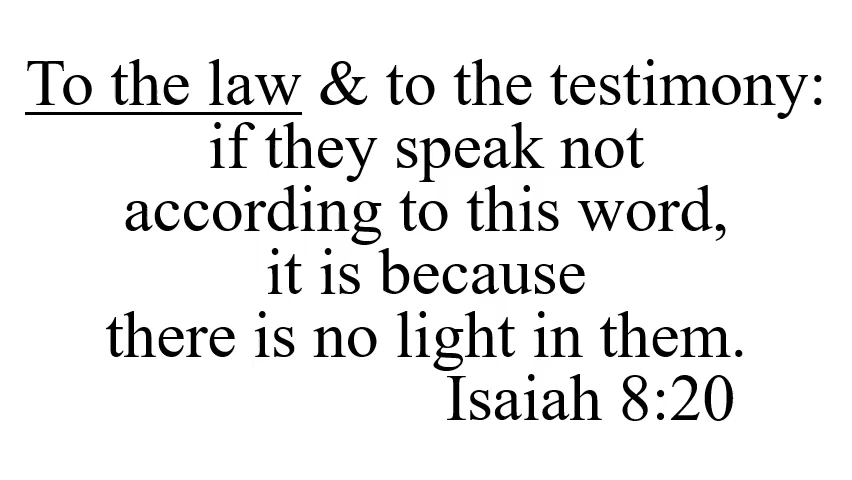 To the law & to the testimony:
if they speak not
according to this word,
it is because
there is no light in them.
Isaiah 8:20